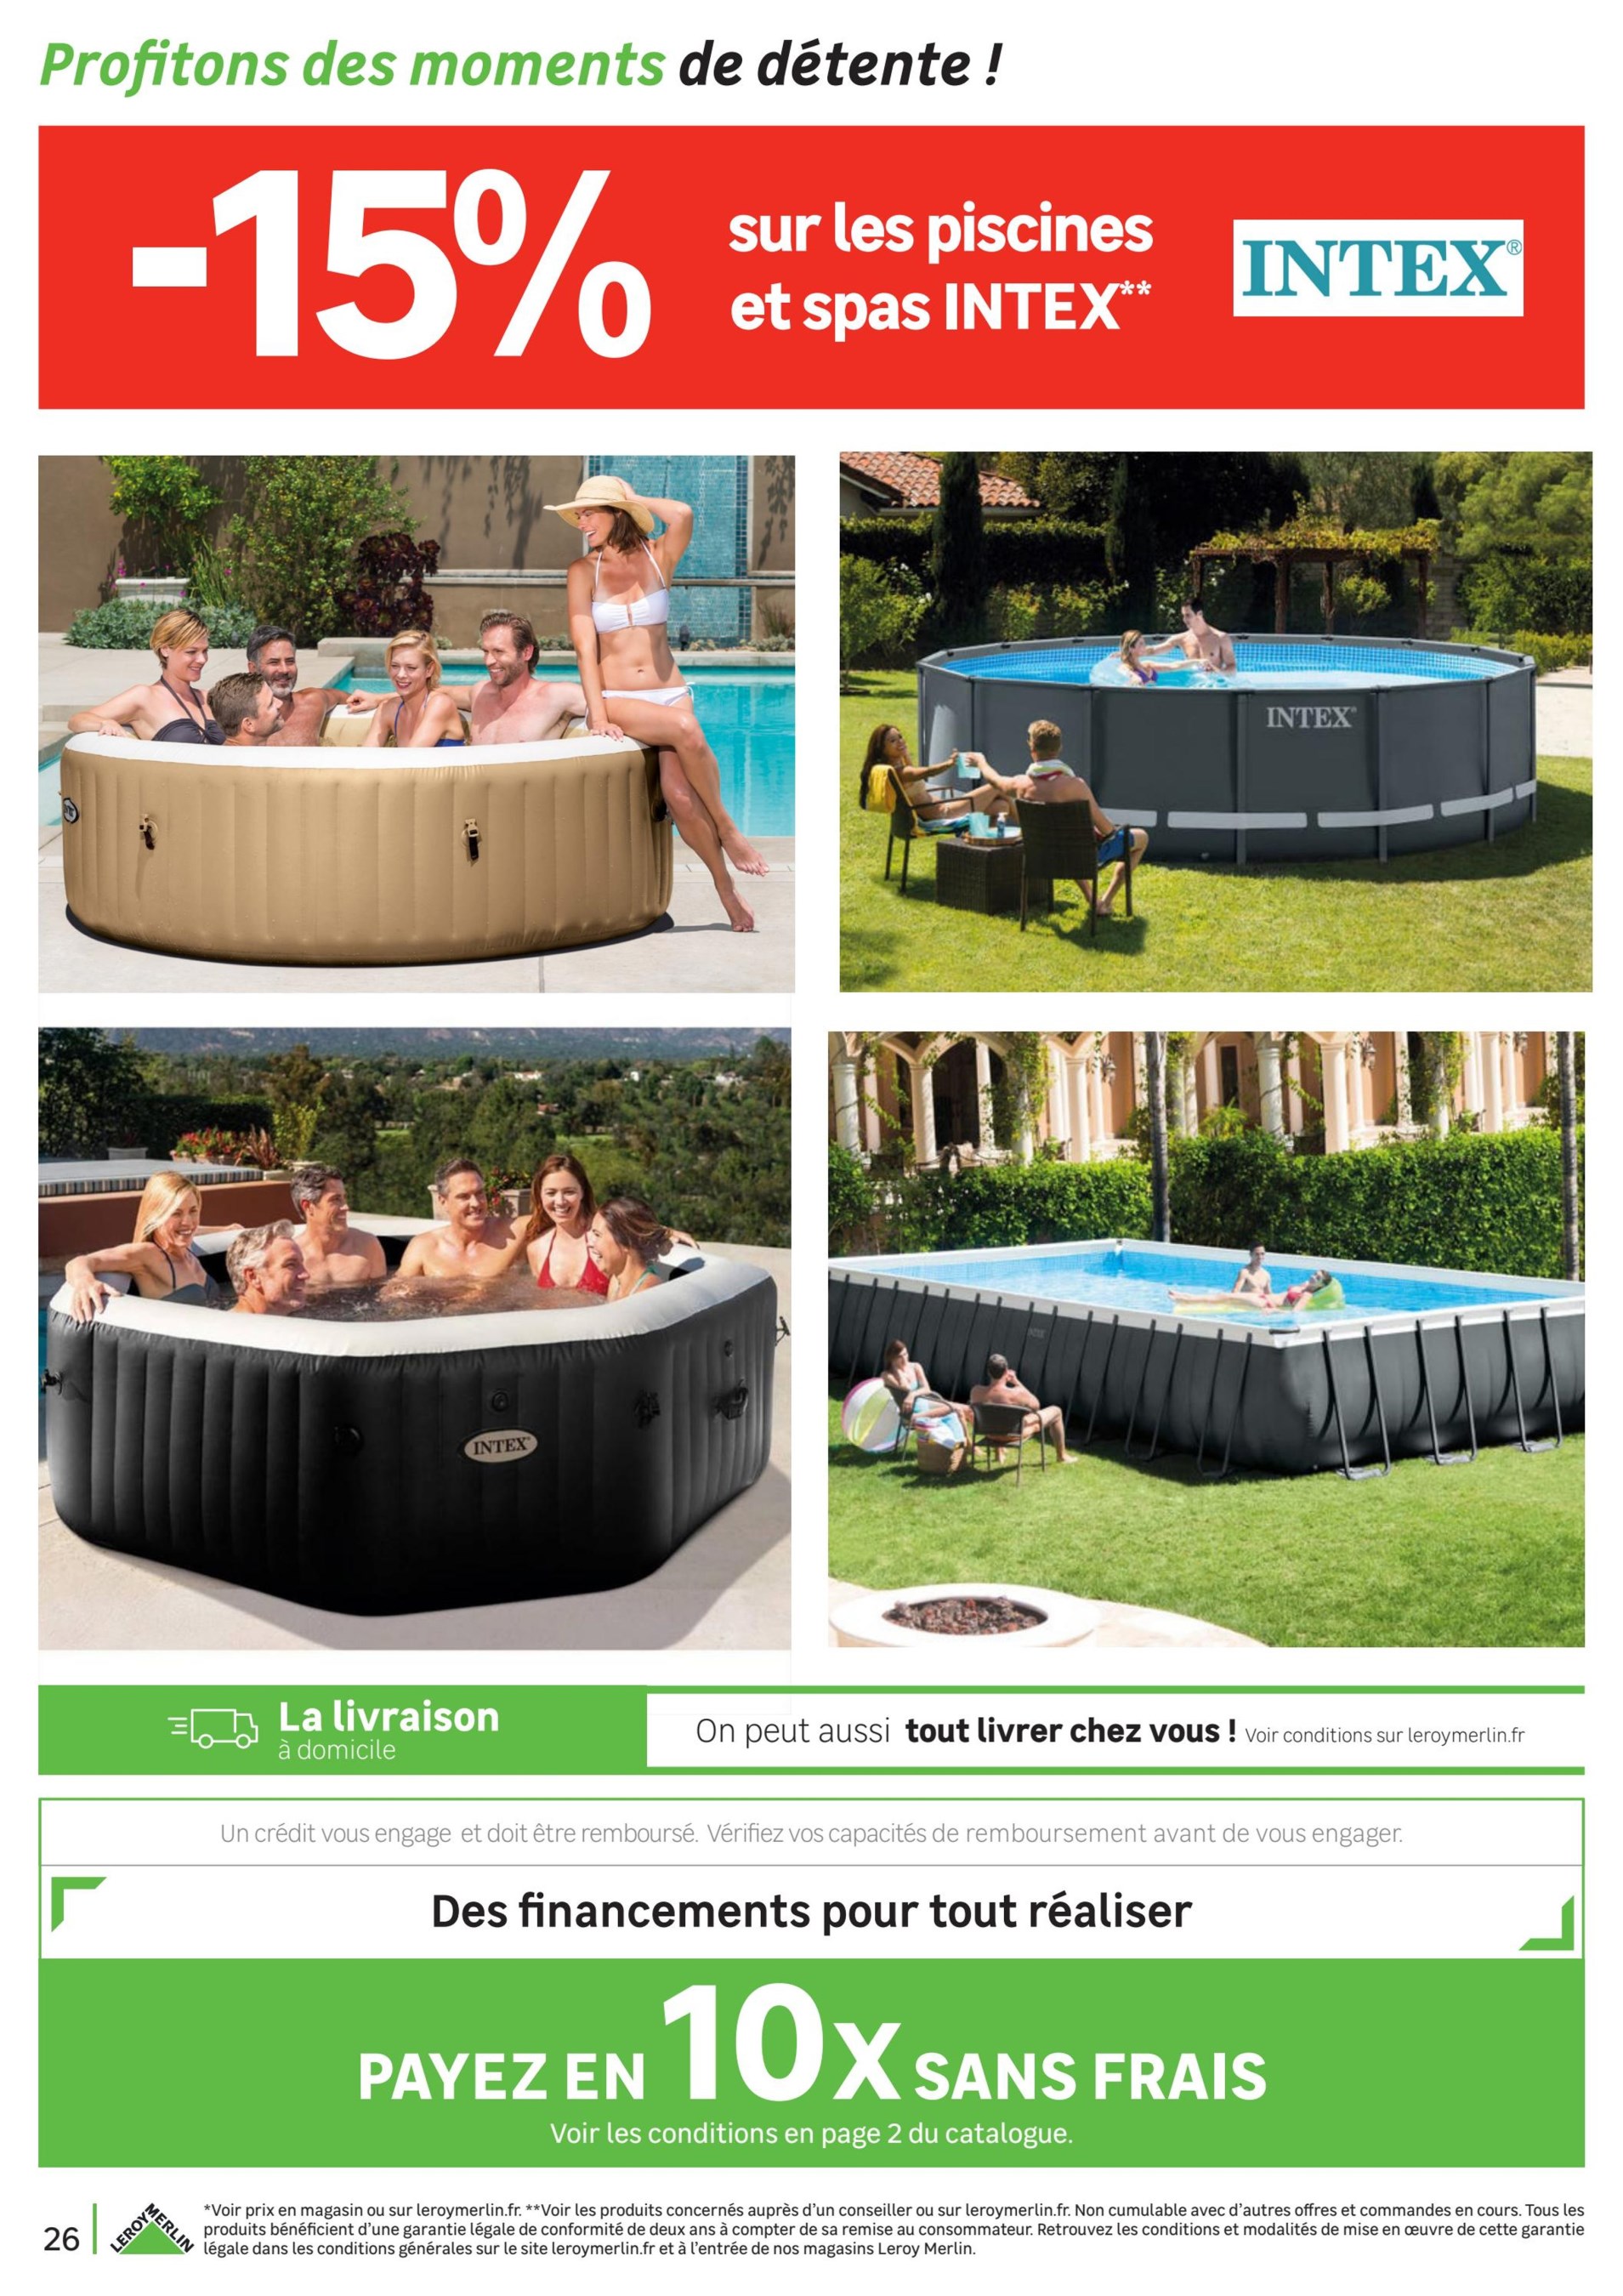 Profitons des moments de détente !
-15%
sur les piscines
et spas INTEX**
INTEX®
INTEX®
INTEX®
INTEX
La livraison
à domicile
On peut aussi tout livrer chez vous ! Voir conditions sur leroymerlin.fr
Un crédit vous engage et doit être remboursé. Vérifiez vos capacités de remboursement avant de vous engager.
Des financements pour tout réaliser
PAYEZ EN 10X SANS FRAIS
Voir les conditions en page 2 du catalogue.
26
LEROY MERLIN
*Voir prix en magasin ou sur leroymerlin.fr. **Voir les produits concernés auprès d'un conseiller ou sur leroymerlin.fr. Non cumulable avec d'autres offres et commandes en cours. Tous les
produits bénéficient d'une garantie légale de conformité de deux ans à compter de sa remise au consommateur. Retrouvez les conditions et modalités de mise en œuvre de cette garantie
légale dans les conditions générales sur le site leroymerlin.fr et à l'entrée de nos magasins Leroy Merlin.